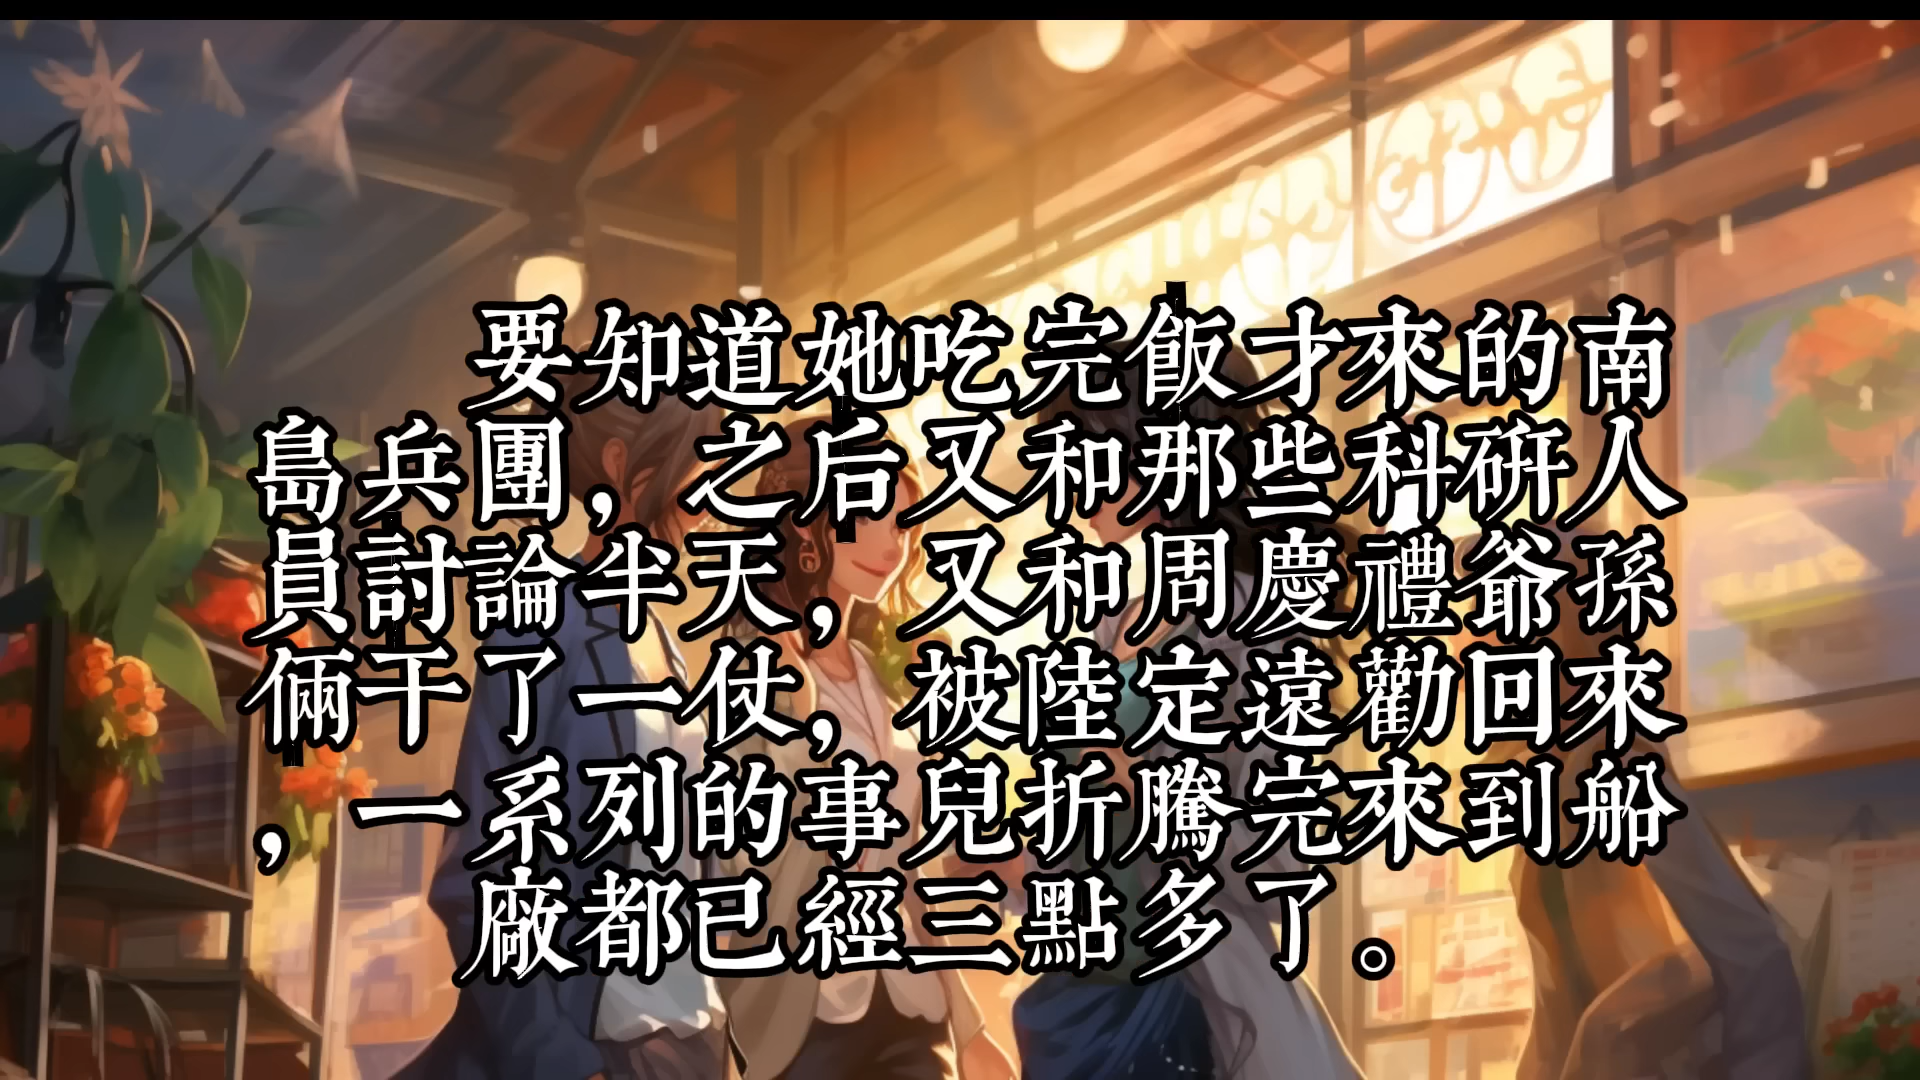 要知道她吃完飯才來的南
島兵團，之后又和那些科研人
員討論半天，又和周慶禮爺孫
倆干了一仗，被陸定遠勸回來
，一系列的事兒折騰完來到船
廠都已經三點多了。